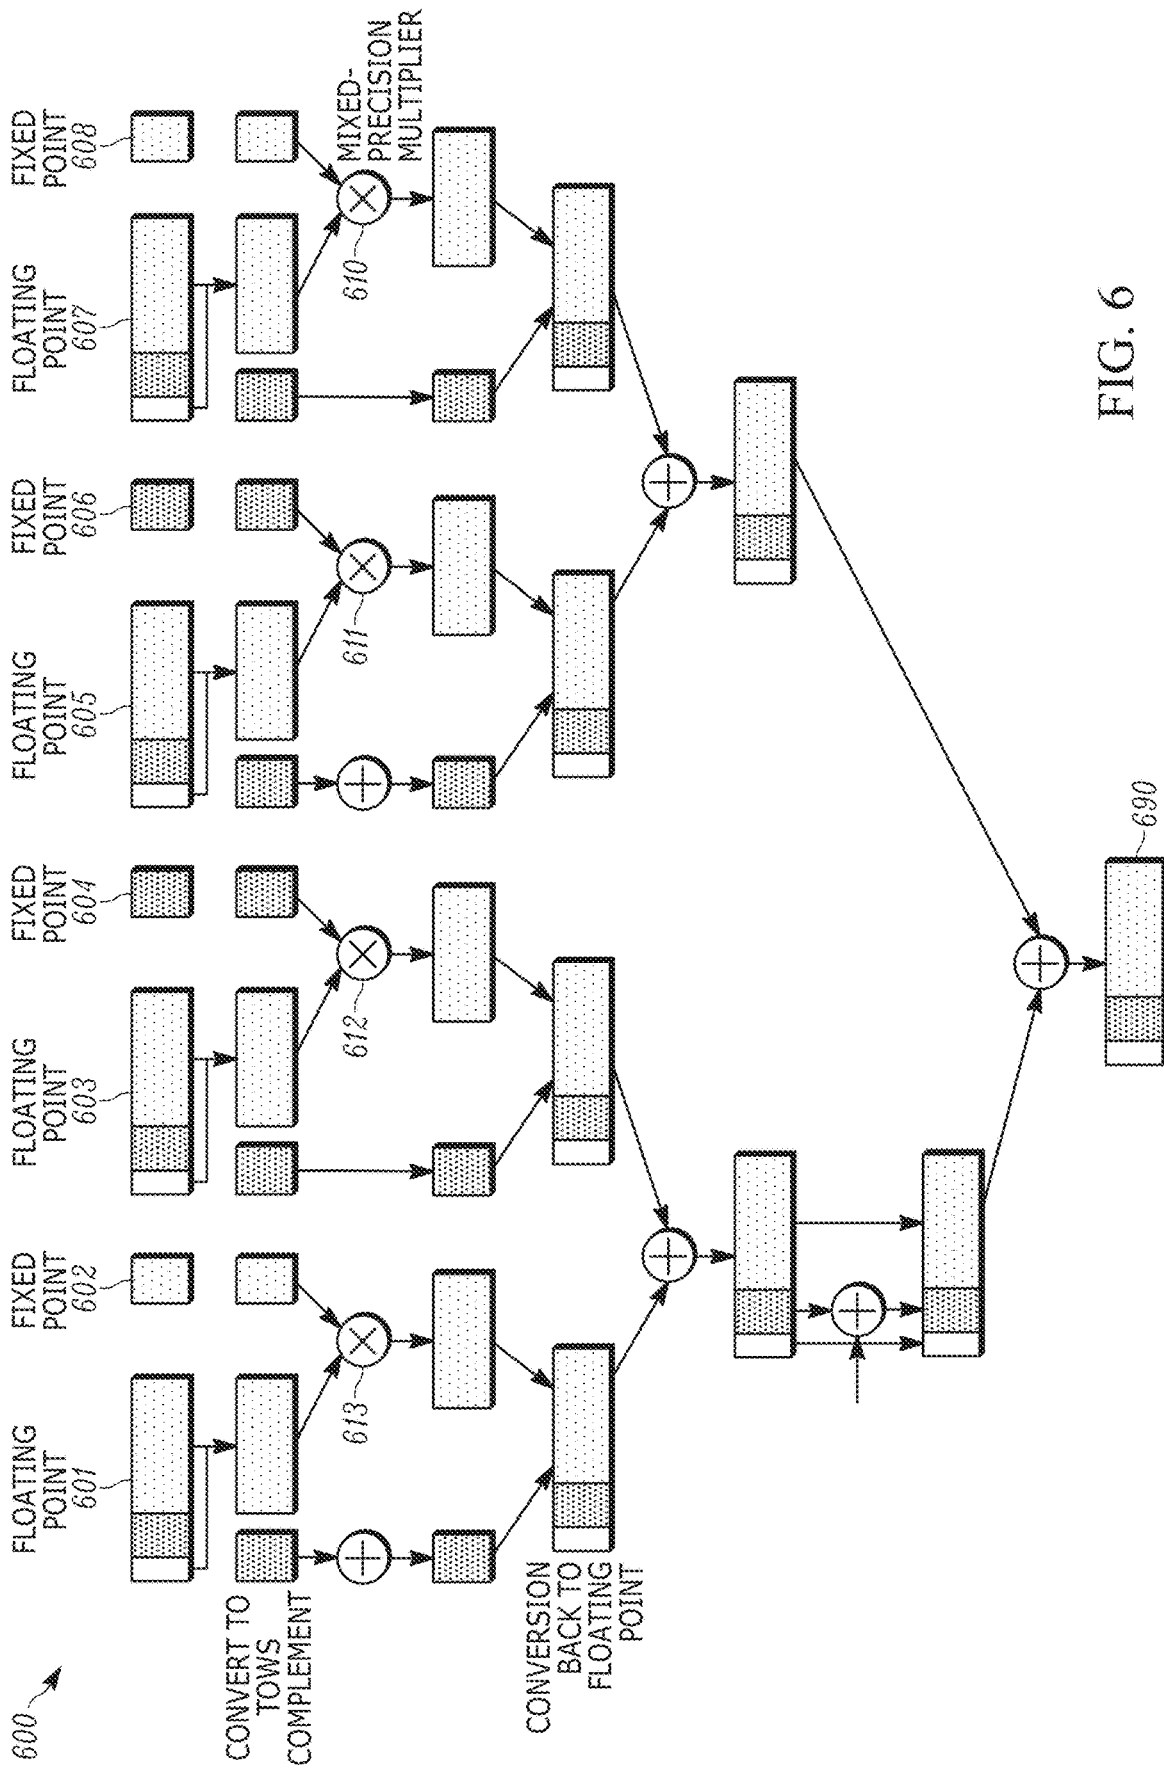 600
FLOATING
POINT
601
FIXED
POINT
602
FLOATING
POINT
603
FIXED
POINT
604
FLOATING
POINT
605
FIXED
POINT
606
FLOATING
POINT
607
FIXED
POINT
608
CONVERT TO
TOWS
COMPLEMENT
613
612
611
610
MIXED-
PRECISION
MULTIPLIER
CONVERSION
BACK TO
FLOATING
POINT
690
FIG. 6